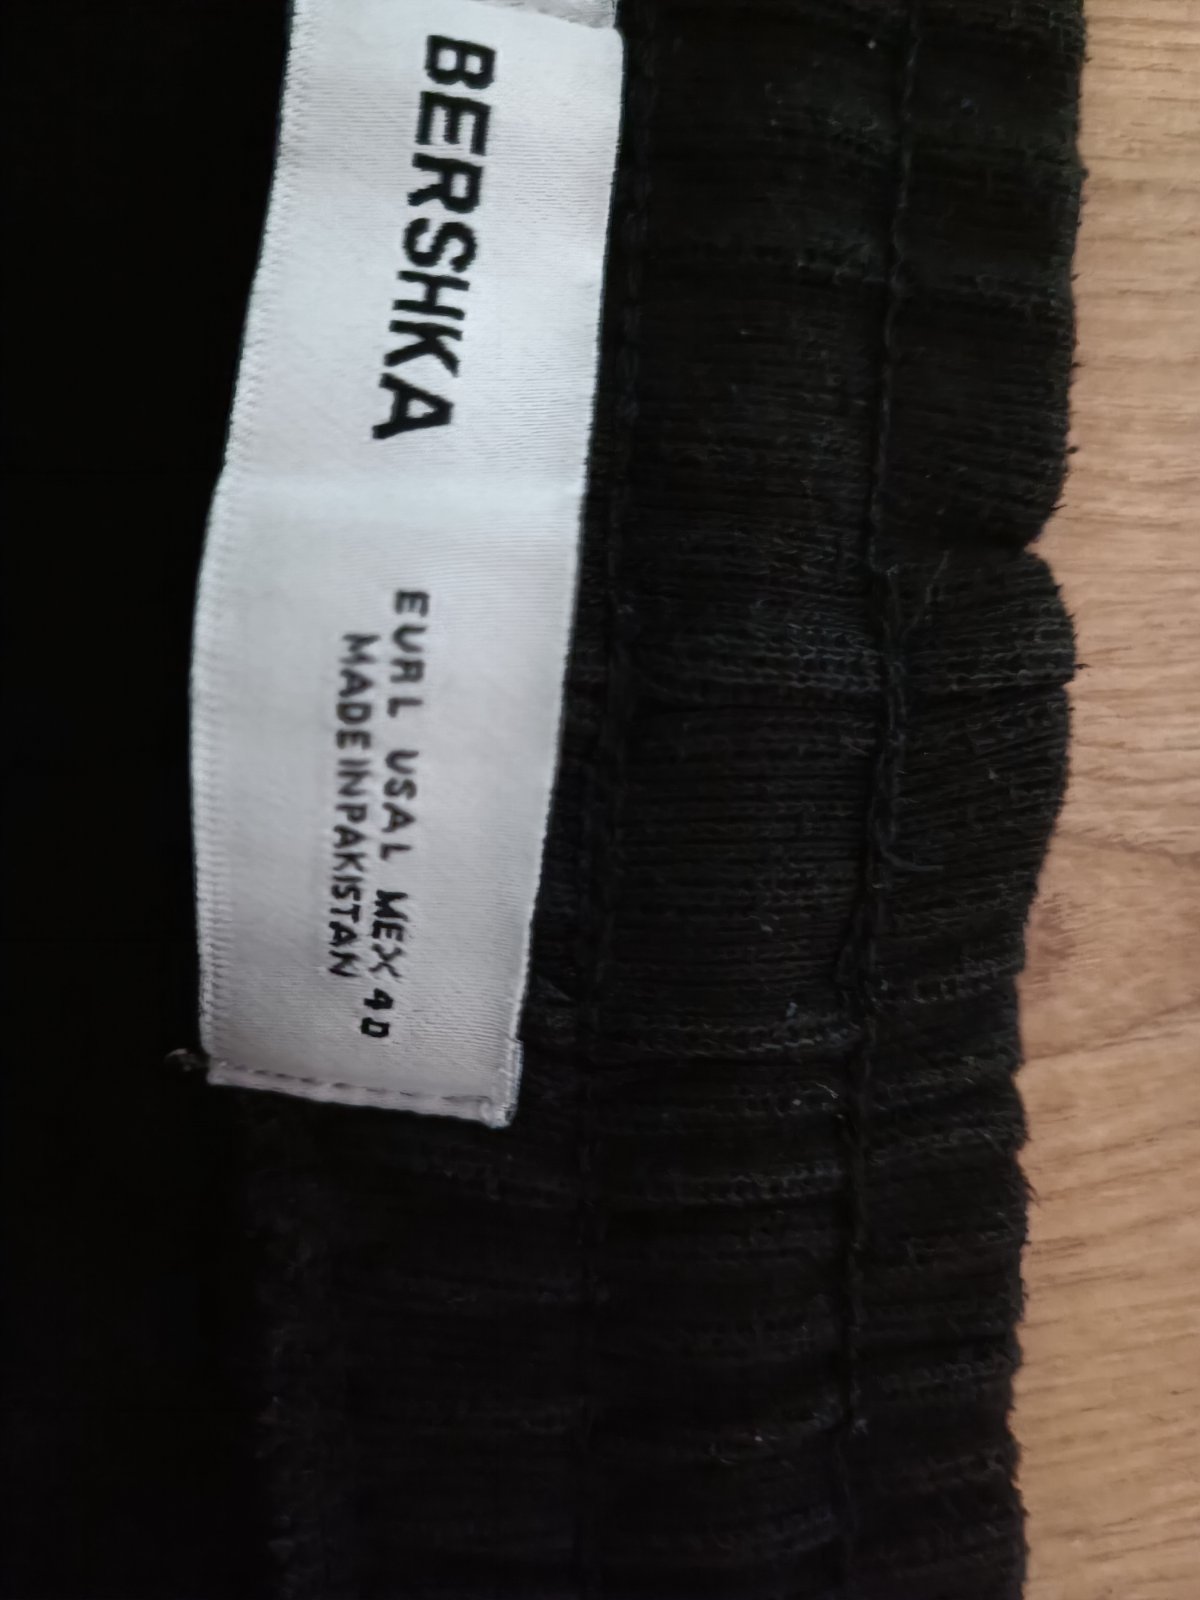 BERSHKA
EUR L USA L MEX 40
MADE IN PAKISTAN